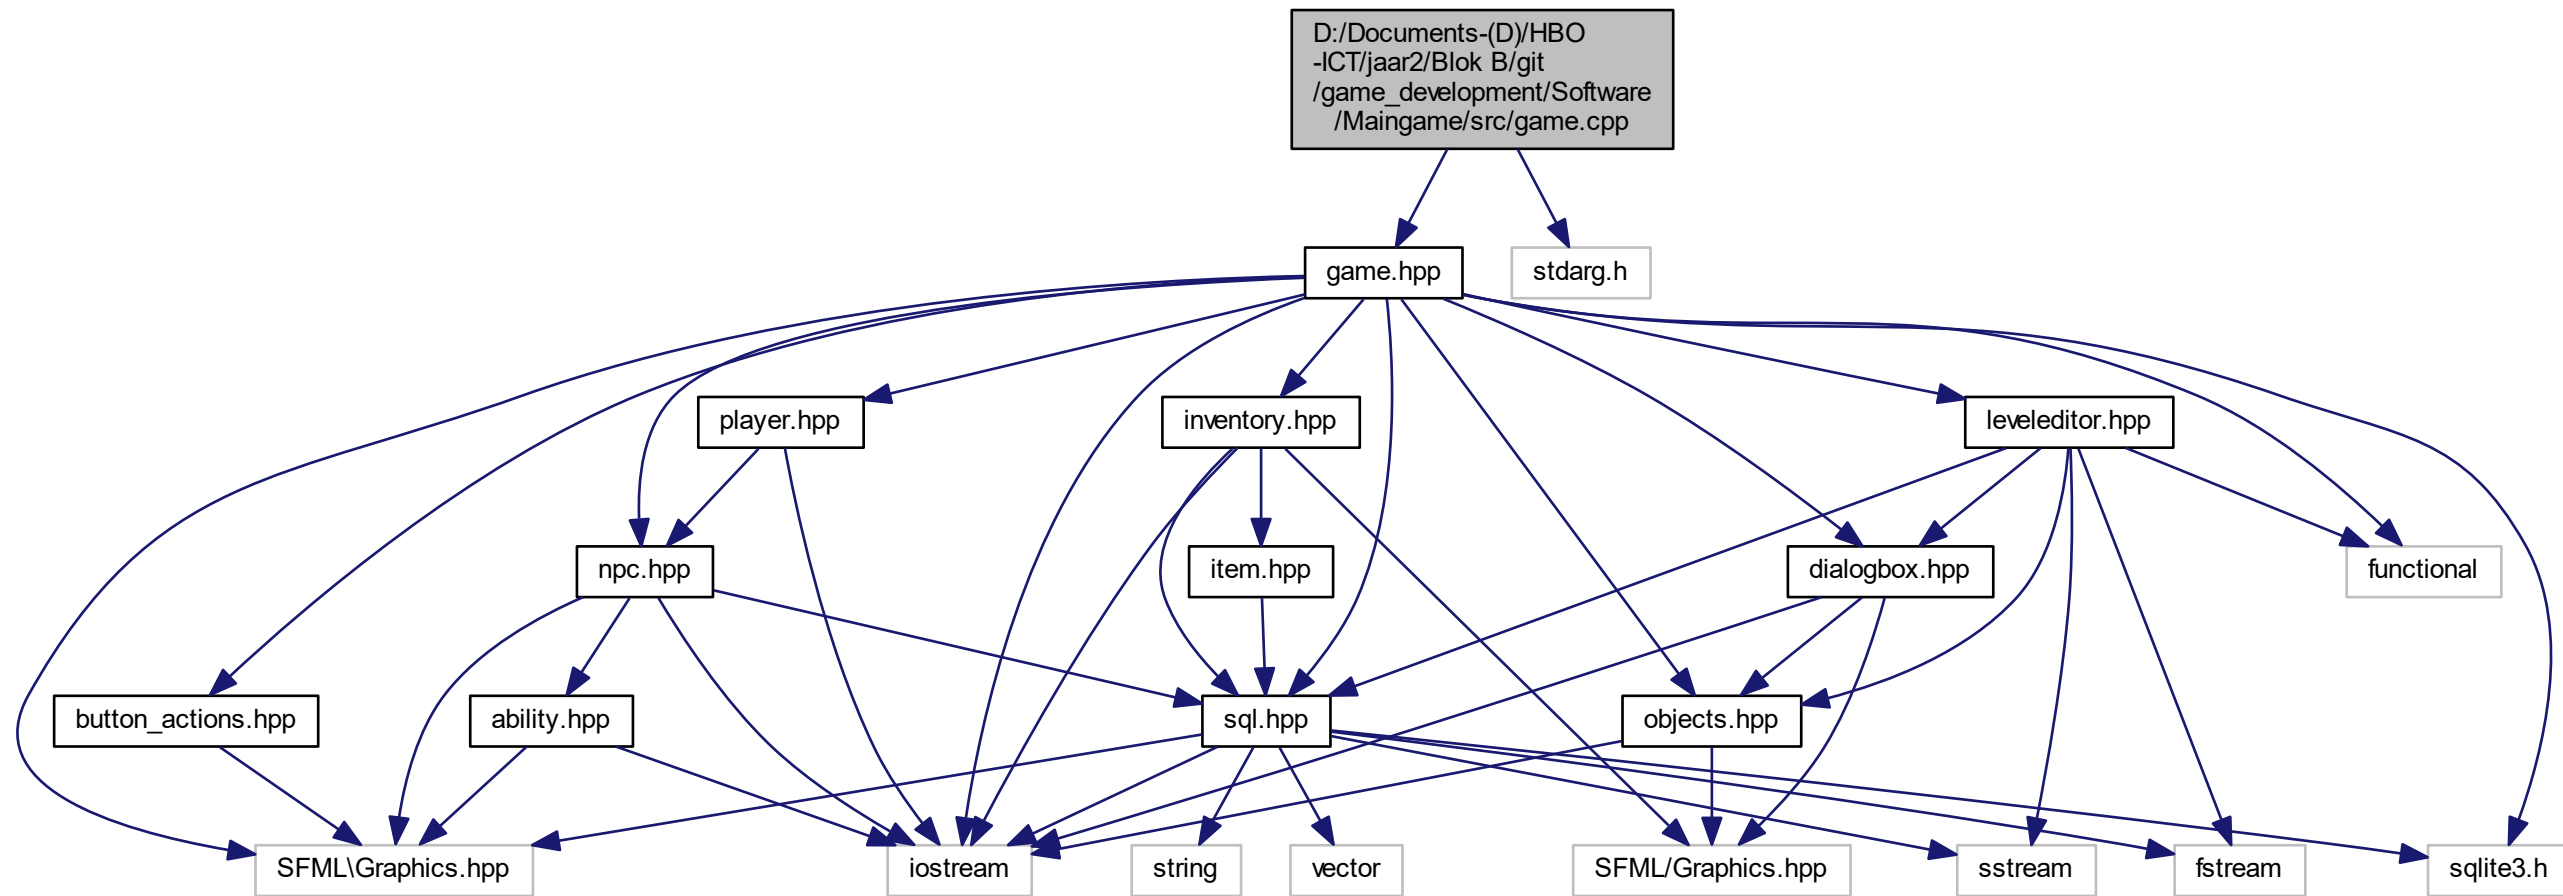 D:/Documents-(D)/HBO
-ICT/jaar2/Blok B/git
/game_development/Software
/Maingame/src/game.cpp
game.hpp
stdarg.h
player.hpp
inventory.hpp
leveleditor.hpp
npc.hpp
item.hpp
dialogbox.hpp
functional
button_actions.hpp
ability.hpp
sql.hpp
objects.hpp
SFML\Graphics.hpp
iostream
string
vector
SFML/Graphics.hpp
sstream
fstream
sqlite3.h